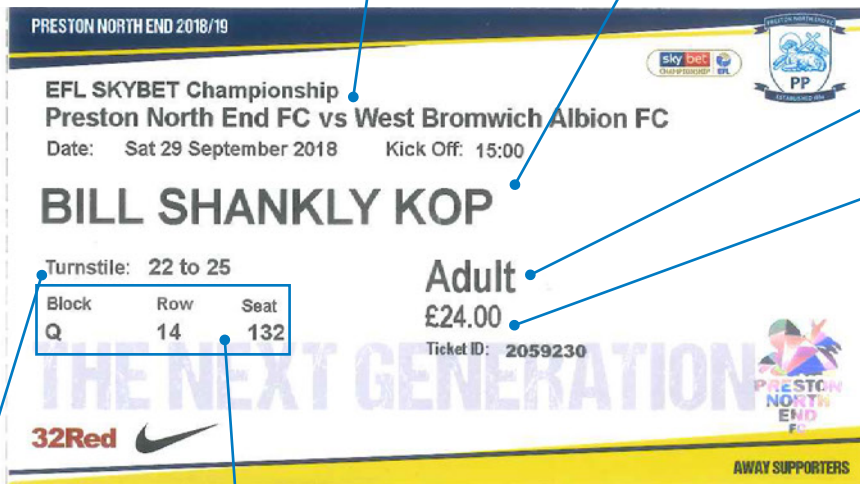 PRESTON NORTH END 2018/19
sky bet
CHAMPIONSHIP EFL
PP
EFL SKYBET Championship
Preston North End FC vs West Bromwich Albion FC
Date: Sat 29 September 2018 Kick Off: 15:00
BILL SHANKLY KOP
Turnstile: 22 to 25
Adult
Block Row Seat
£24.00
Q 14 132
Ticket ID: 2059230
THE NEXT GENERATION
PRESTON
NORTH
END
FC
32Red
AWAY SUPPORTERS